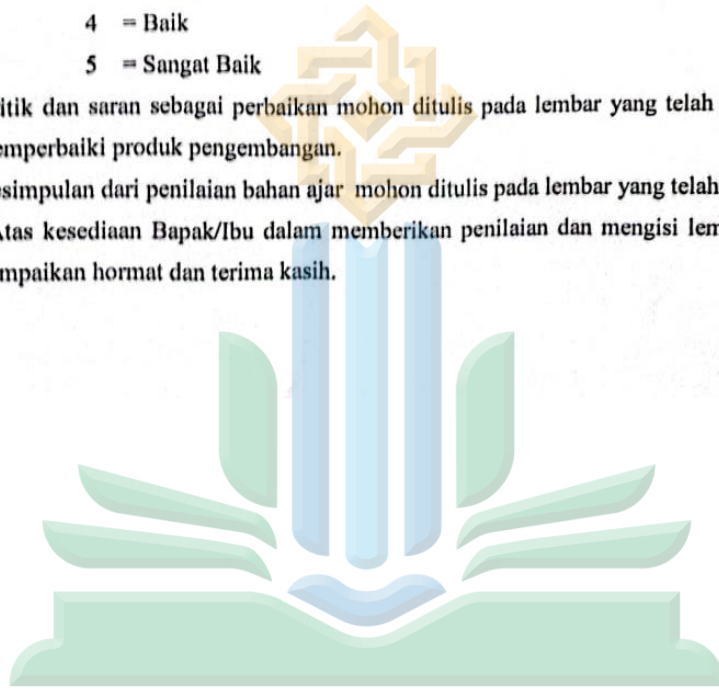 4 = Baik
5 = Sangat Baik
itik dan saran sebagai perbaikan mohon ditulis pada lembar yang telah
emperbaiki produk pengembangan.
simpulan dari penilaian bahan ajar mohon ditulis pada lembar yang telah
Atas kesediaan Bapak/Ibu dalam memberikan penilaian dan mengisi lem
mpaikan hormat dan terima kasih.